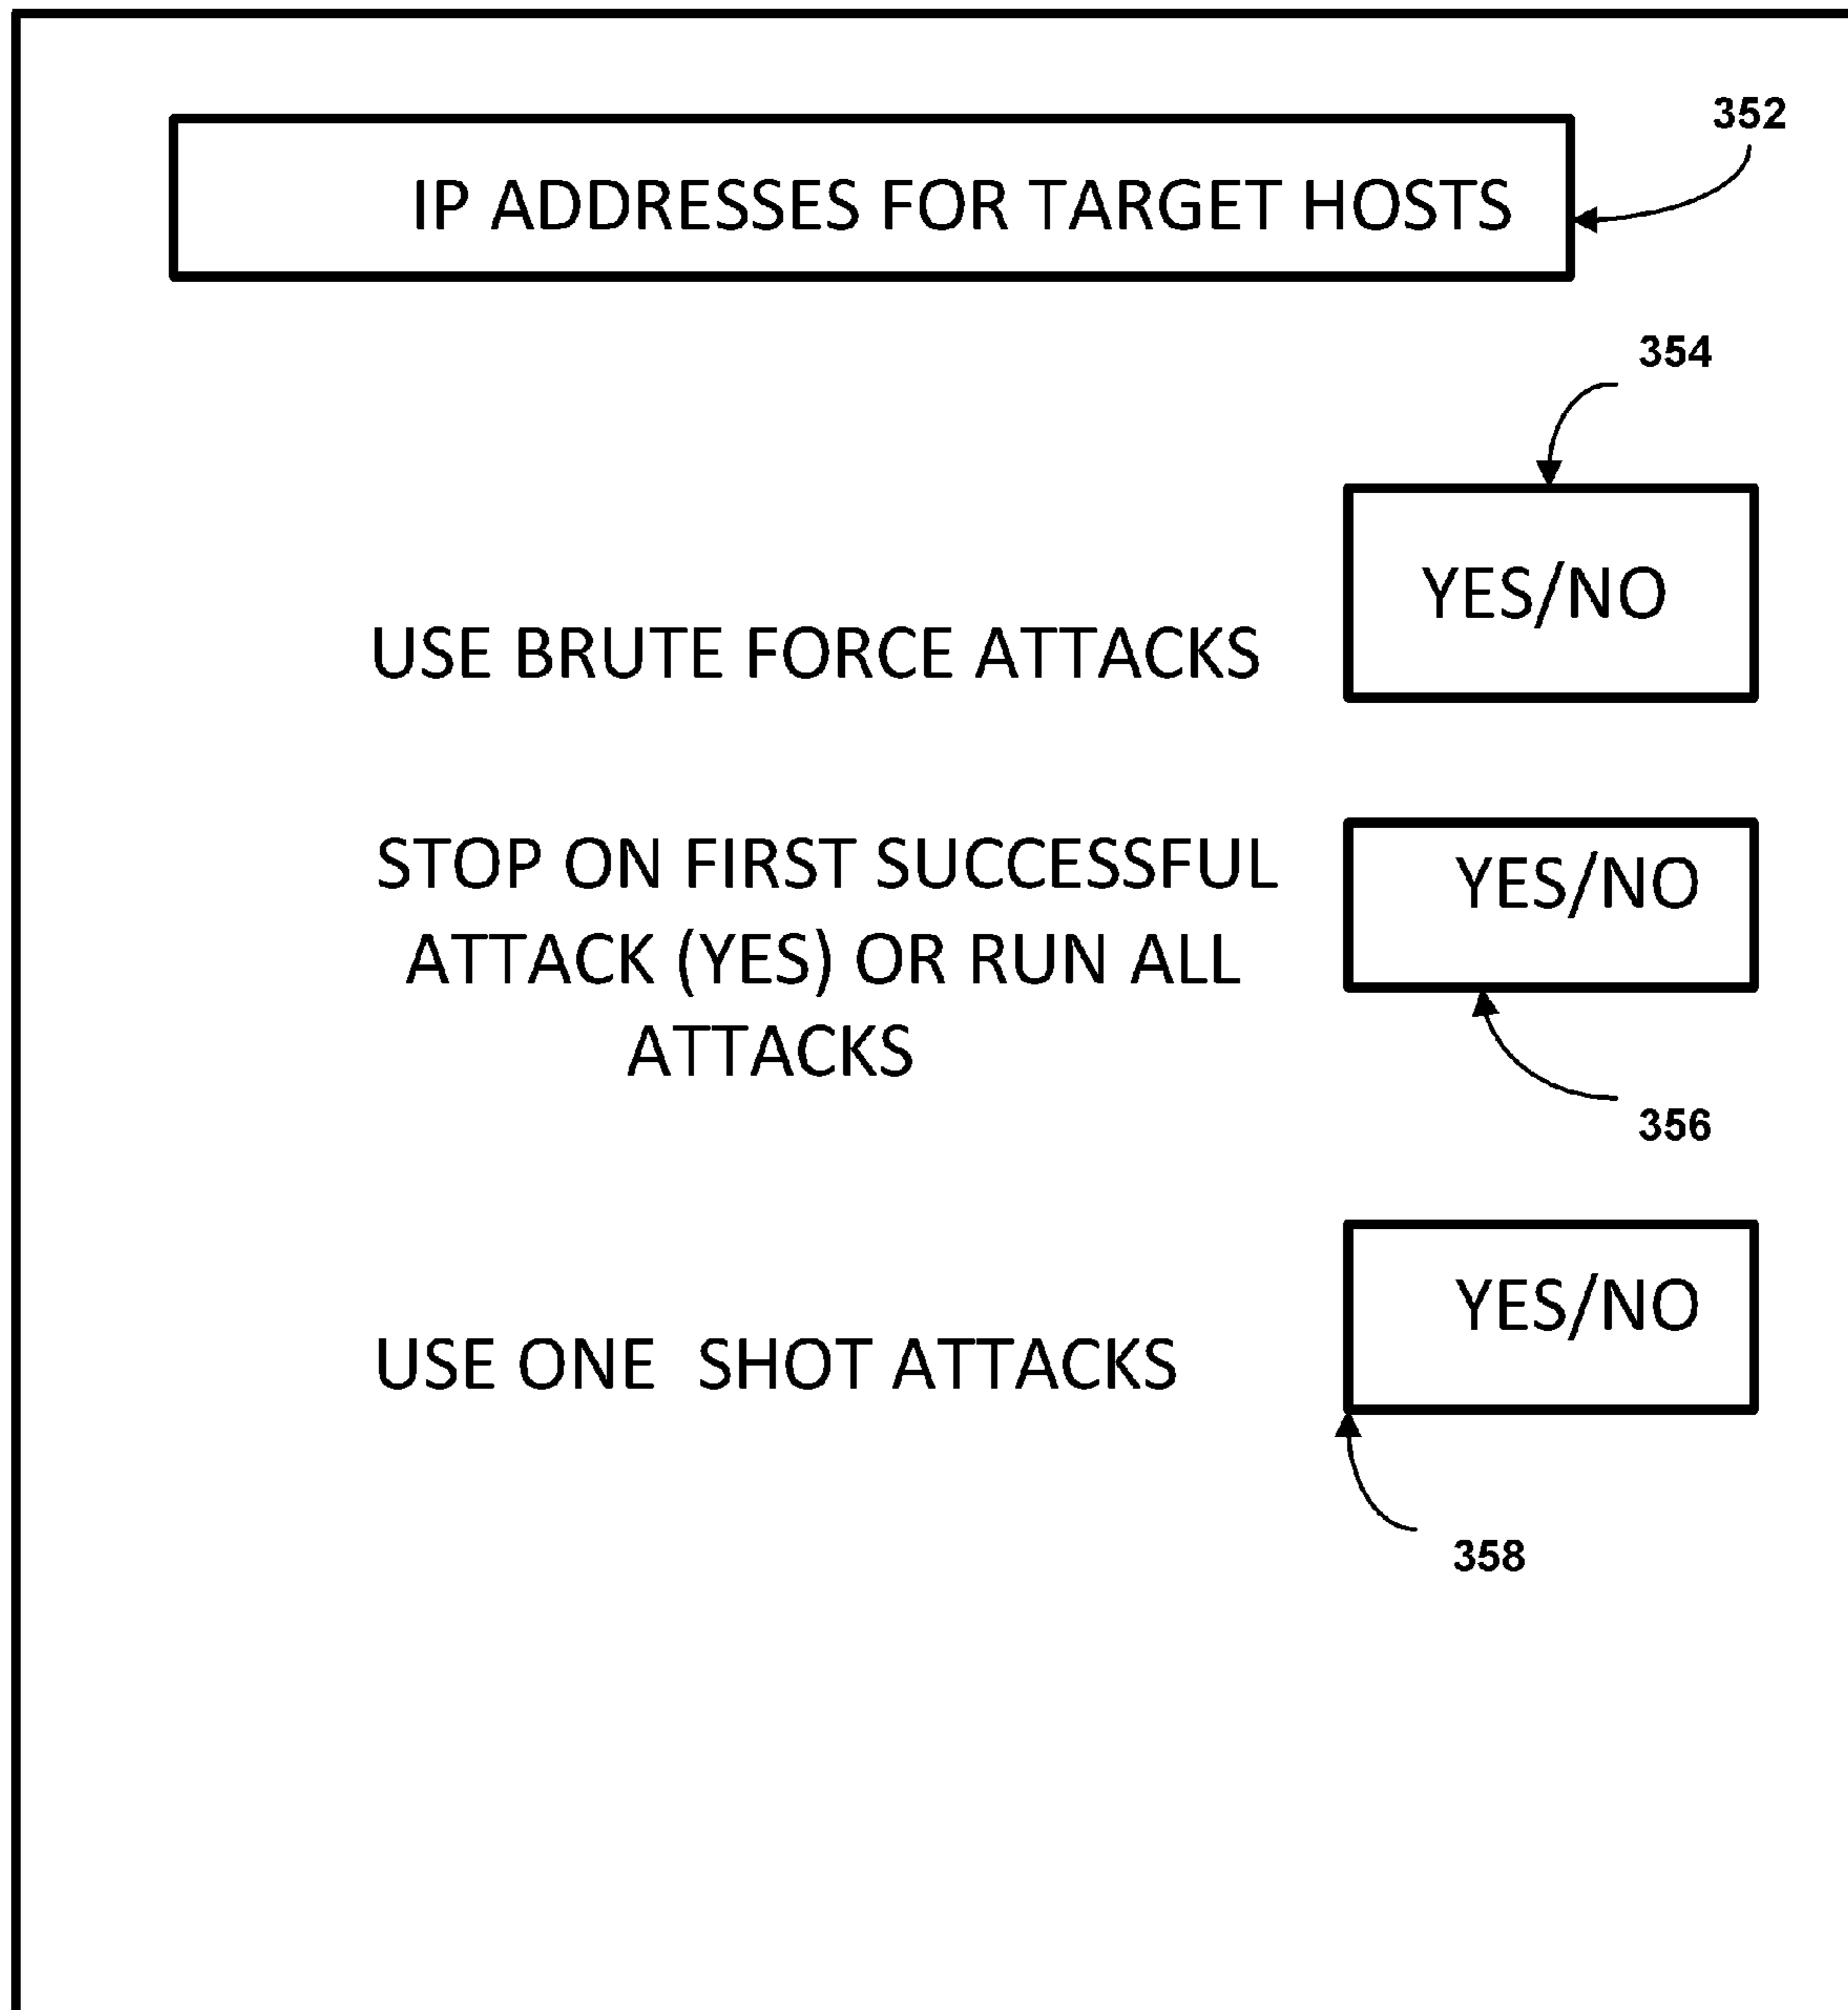 352
IP ADDRESSES FOR TARGET HOSTS
354
YES/NO
USE BRUTE FORCE ATTACKS
STOP ON FIRST SUCCESSFUL
ATTACK (YES) OR RUN ALL
ATTACKS
YES/NO
356
YES/NO
USE ONE SHOT ATTACKS
358